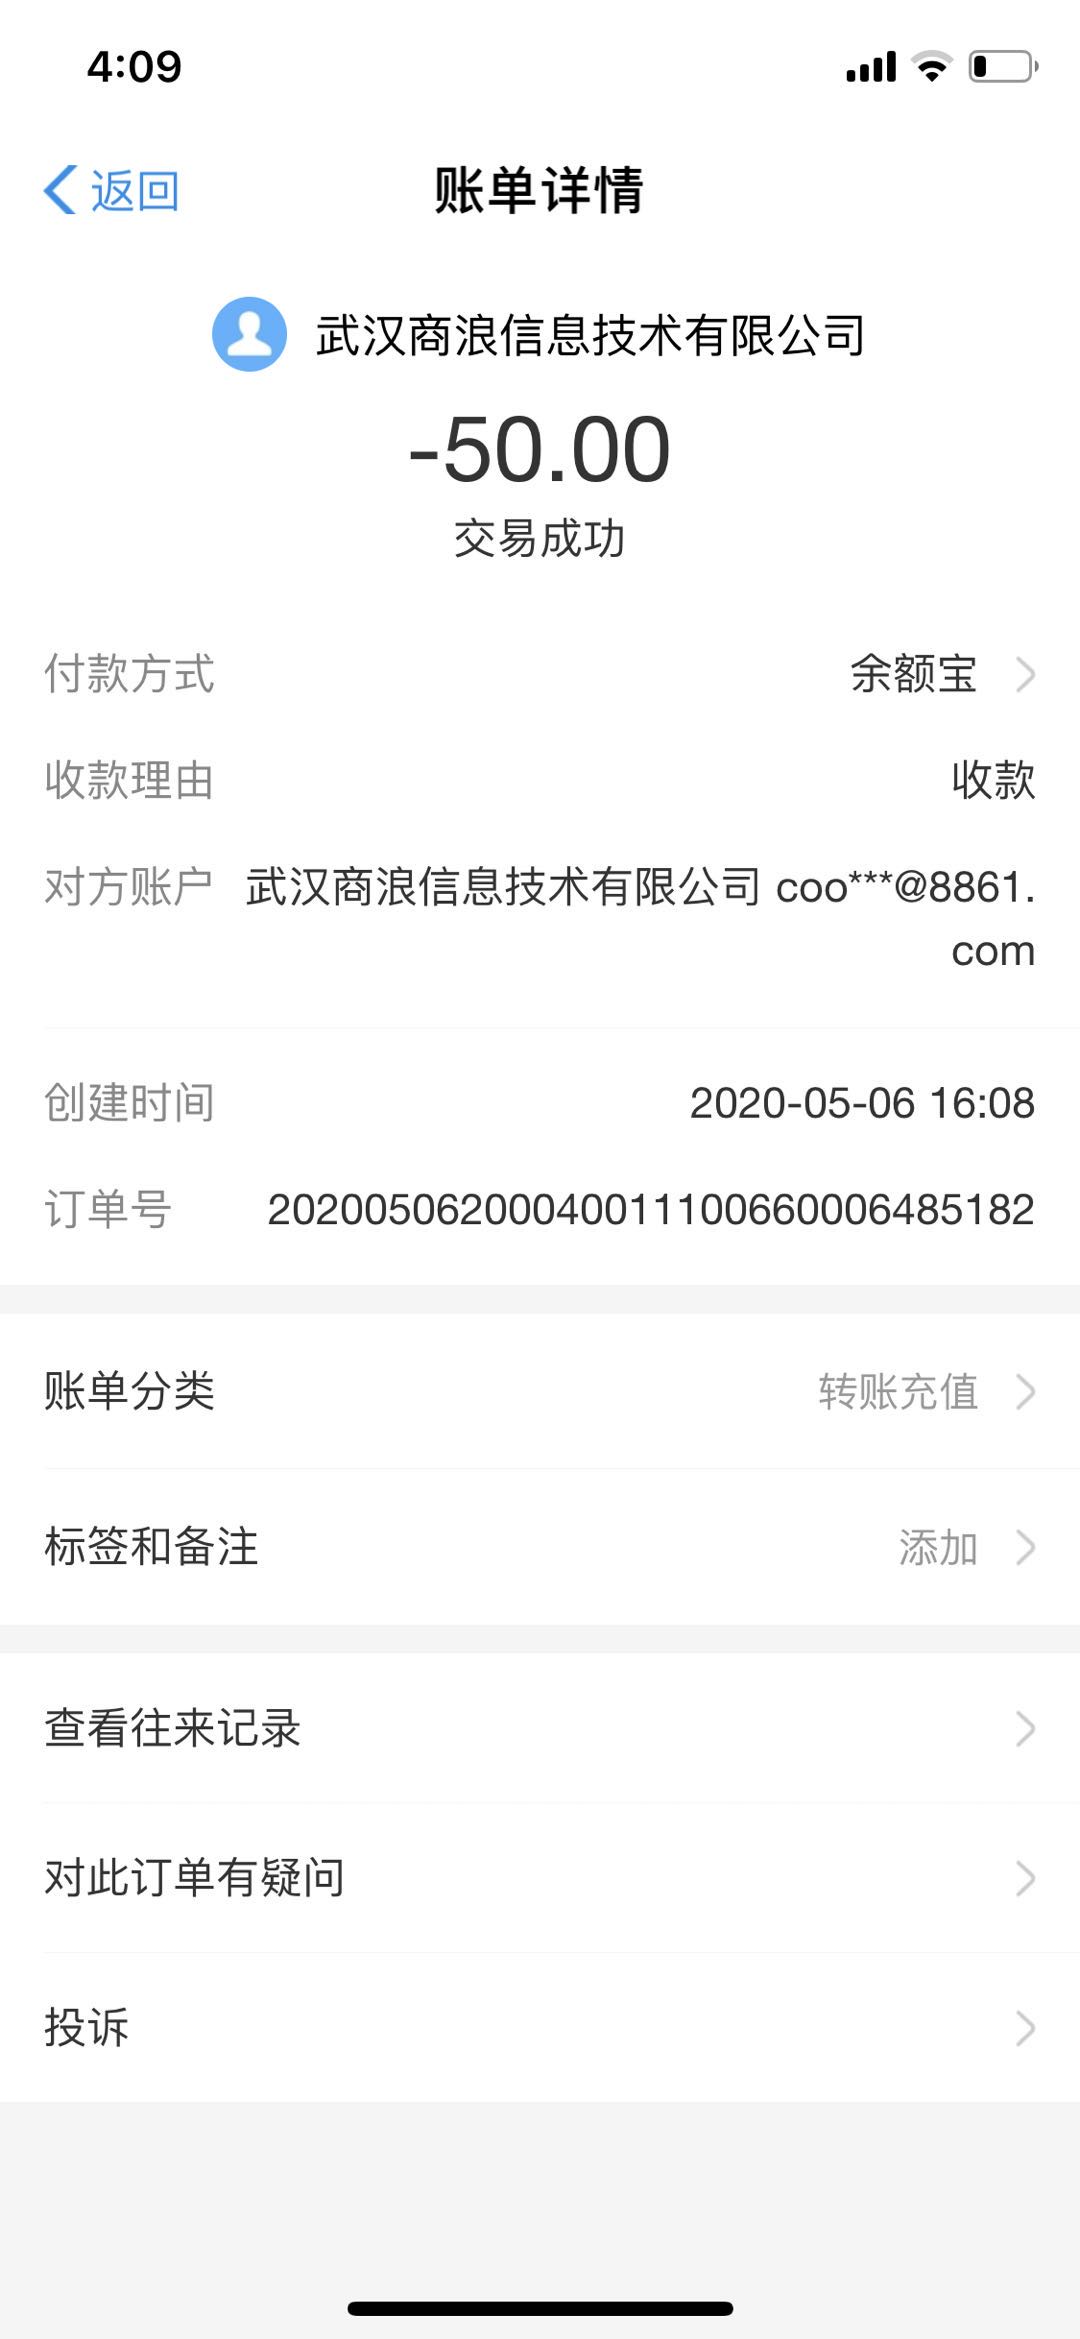 4:09
返回
账单详情
武汉商浪信息技术有限公司
-50.00
交易成功
付款方式 余额宝
收款理由 收款
对方账户 武汉商浪信息技术有限公司 coo***@8861.
com
创建时间 2020-05-06 16:08
订单号 20200506200040011100660006485182
账单分类 转账充值
标签和备注 添加
查看往来记录
对此订单有疑问
投诉